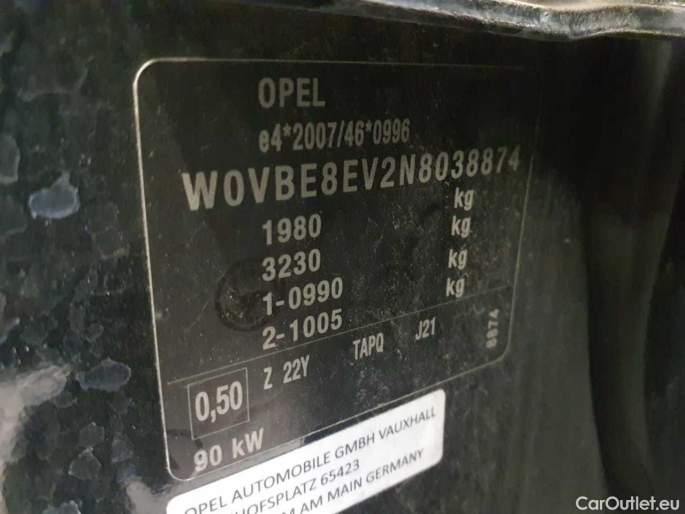 OPEL
e4*2007/46*0996
W0VBE8EV2N8038874
1980 kg
3230 kg
1-0990 kg
2-1005 kg
0,50 Z 22Y TAPQ J21 8874
90 kW
OPEL AUTOMOBILE GMBH VAUXHALL
HOFSPLATZ 65423
M AM MAIN GERMANY
CarOutlet.eu